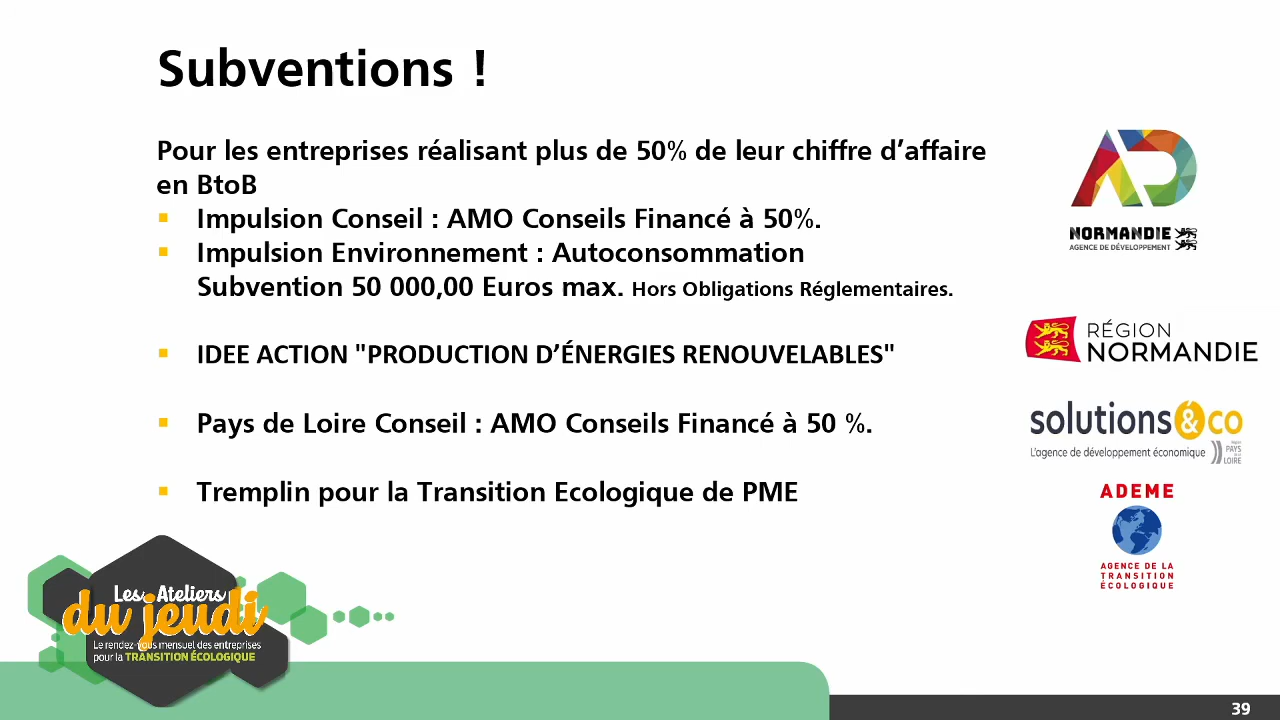 Subventions !
Pour les entreprises réalisant plus de 50% de leur chiffre d’affaire
en BtoB
Impulsion Conseil : AMO Conseils Financé à 50%.
Impulsion Environnement : Autoconsommation
Subvention 50 000,00 Euros max. Hors Obligations Réglementaires.
IDEE ACTION "PRODUCTION D’ÉNERGIES RENOUVELABLES"
Pays de Loire Conseil : AMO Conseils Financé à 50 %.
Tremplin pour la Transition Ecologique de PME
AD
NORMANDIE
AGENCE DE DÉVELOPPEMENT
RÉGION
NORMANDIE
solutions&co
L'agence de développement économique
PAYS
LOIRE
ADEME
AGENCE DE LA
TRANSITION
ÉCOLOGIQUE
Les Ateliers
du jeudi
Le rendez-vous mensuel des entreprises
pour la TRANSITION ÉCOLOGIQUE
39